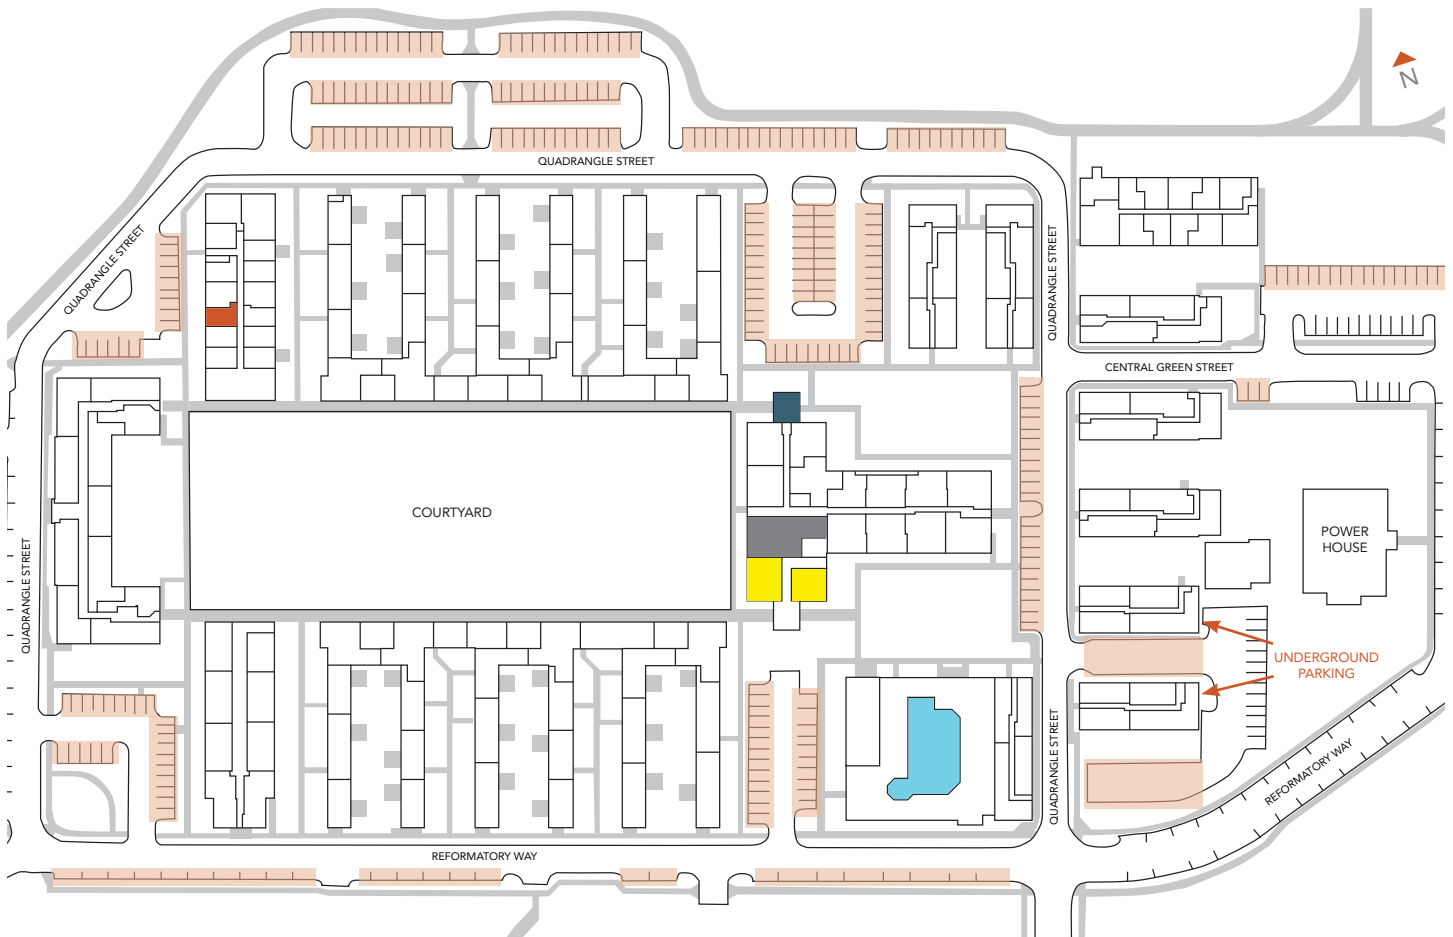 N
QUADRANGLE STREET
QUADRANGLE STREET
QUADRANGLE STREET
CENTRAL GREEN STREET
COURTYARD
POWER
HOUSE
QUADRANGLE STREET
UNDERGROUND
PARKING
QUADRANGLE STREET
REFORMATORY WAY
REFORMATORY WAY